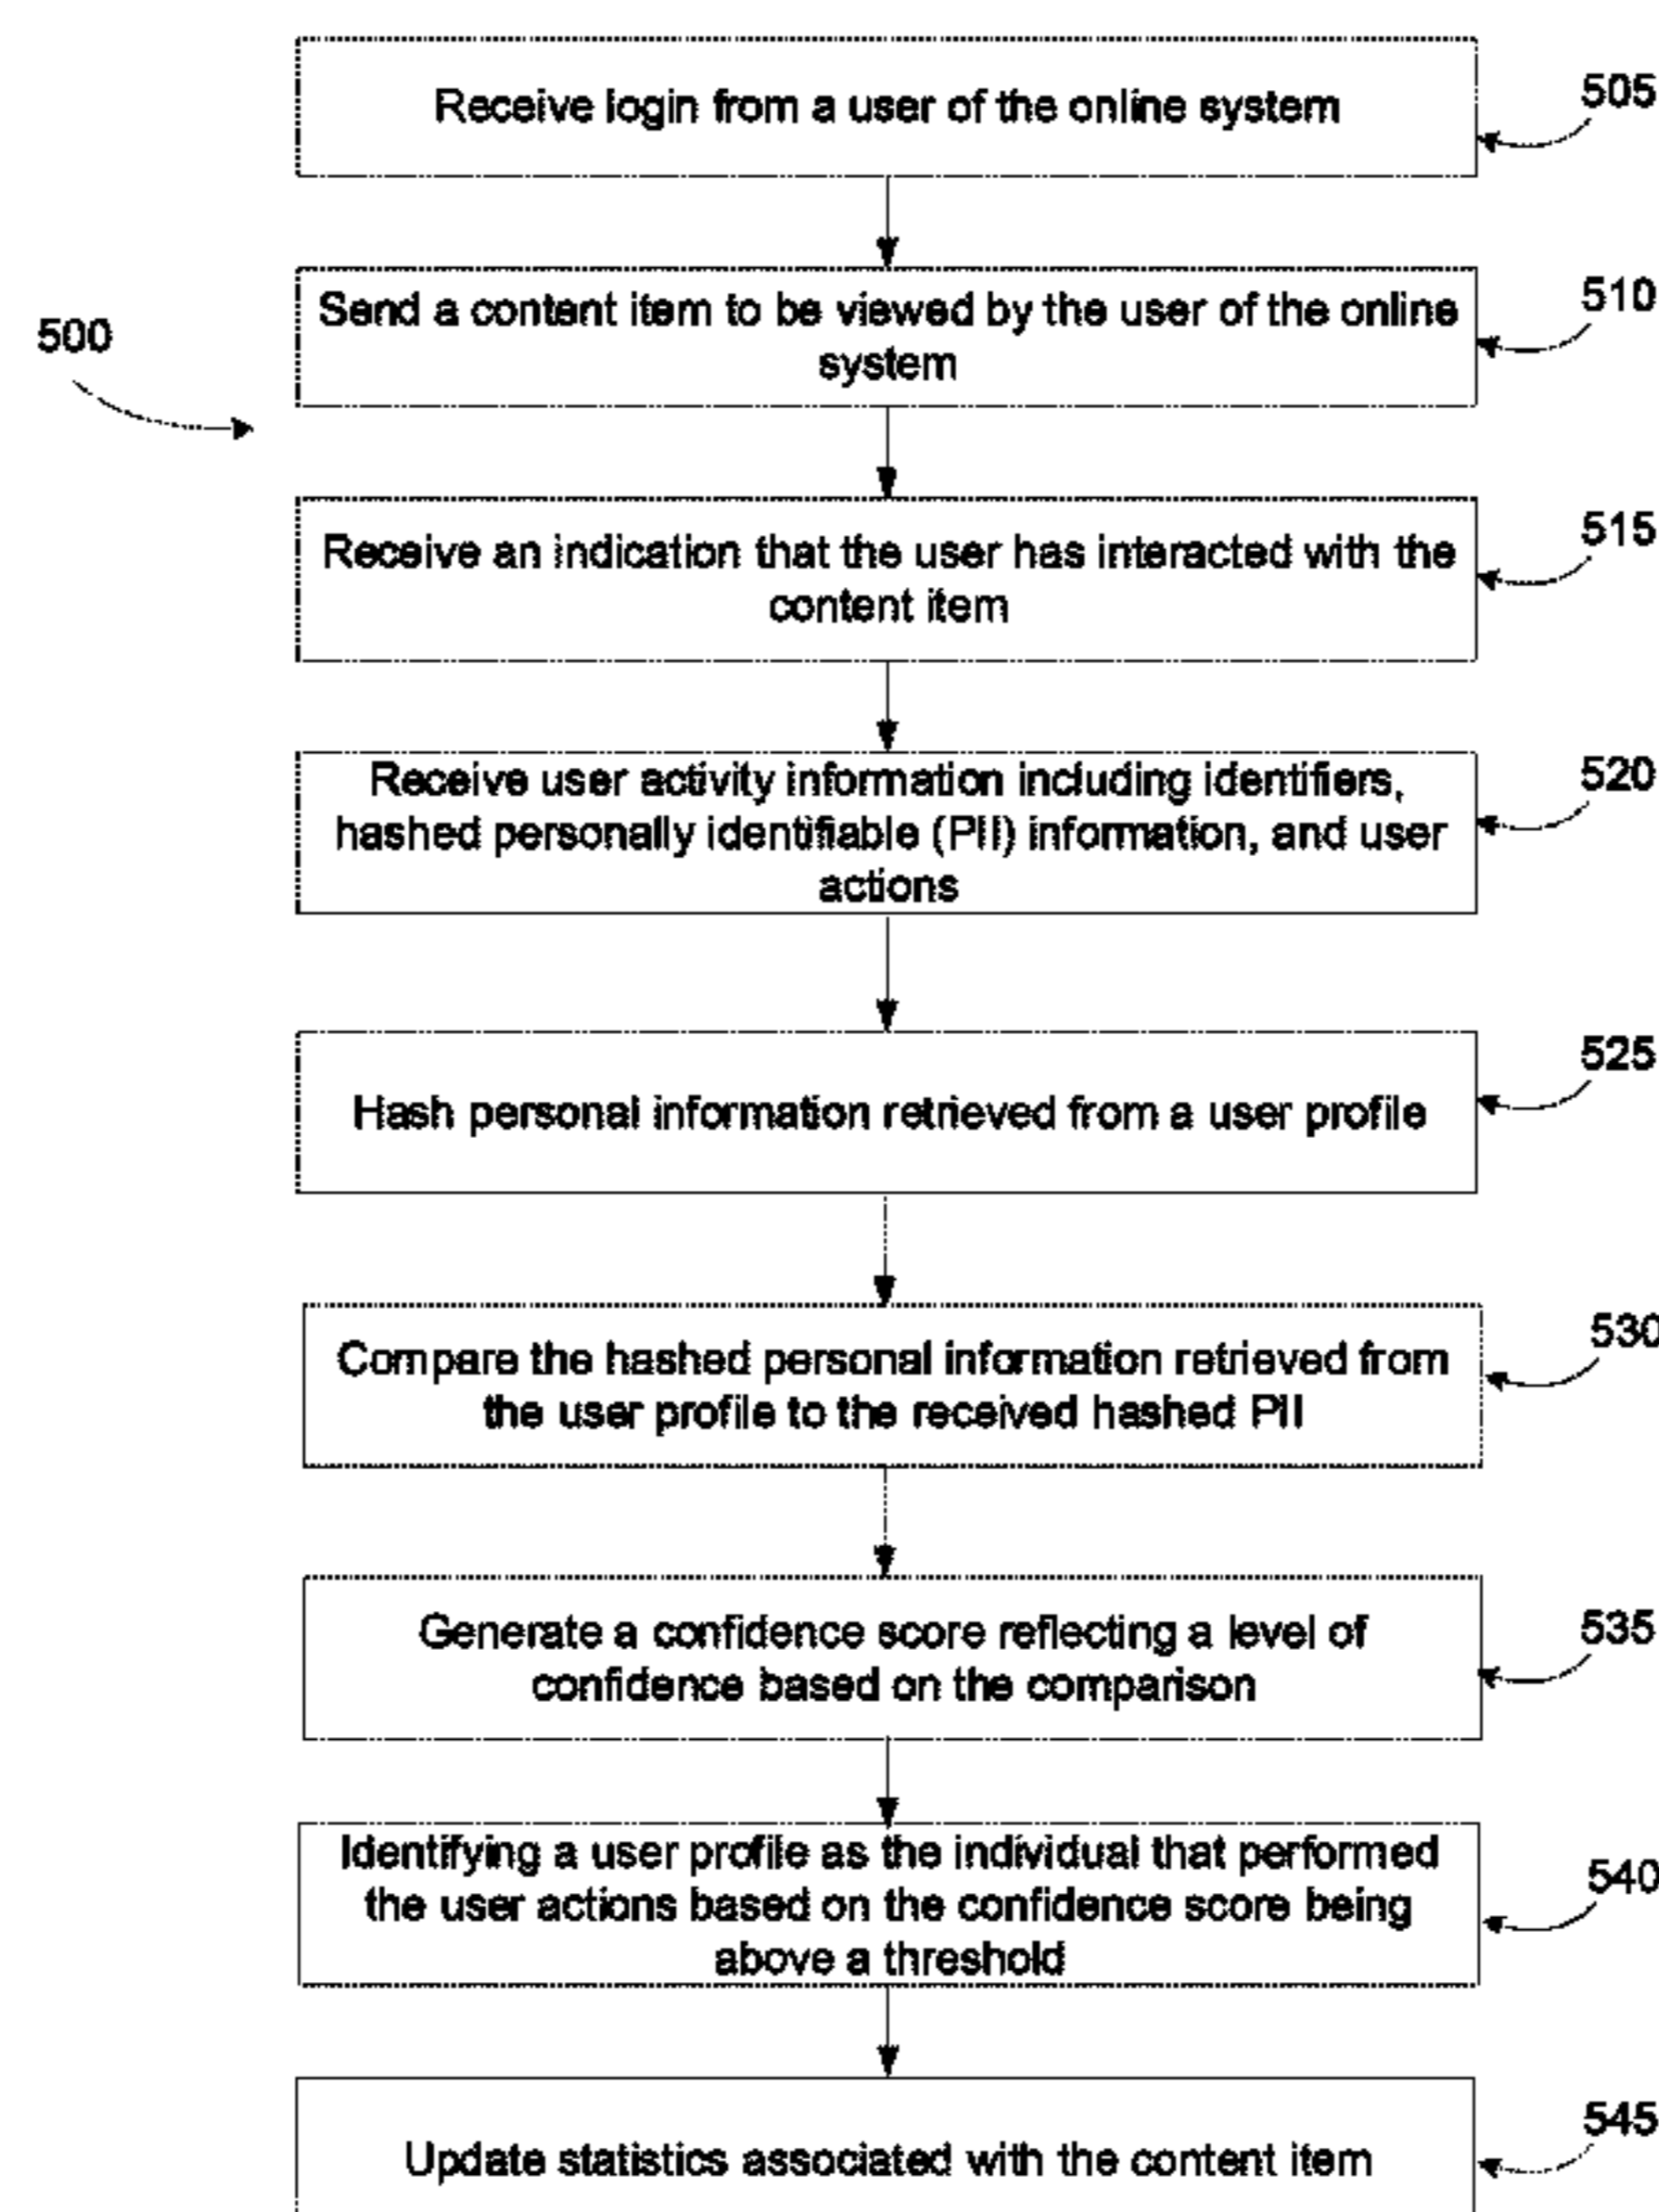 Receive login from a user of the online system
505
Send a content item to be viewed by the user of the online
system
510
500
Receive an indication that the user has interacted with the
content item
515
Receive user activity information including identifiers,
hashed personally identifiable (PII) information, and user
actions
520
Hash personal information retrieved from a user profile
525
Compare the hashed personal information retrieved from
the user profile to the received hashed PII
530
Generate a confidence score reflecting a level of
confidence based on the comparison
535
Identifying a user profile as the individual that performed
the user actions based on the confidence score being
above a threshold
540
Update statistics associated with the content item
545